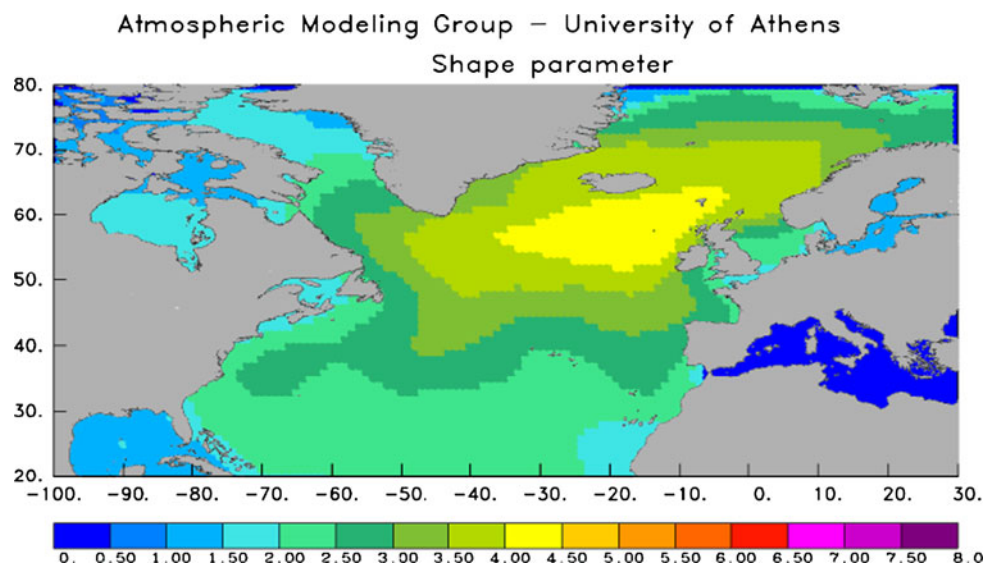 Atmospheric Modeling Group – University of Athens
Shape parameter
80.
70.
60.
50.
40.
30.
20.
−100. −90. −80. −70. −60. −50. −40. −30. −20. −10. 0. 10. 20. 30.
0. 0.50 1.00 1.50 2.00 2.50 3.00 3.50 4.00 4.50 5.00 5.50 6.00 6.50 7.00 7.50 8.0